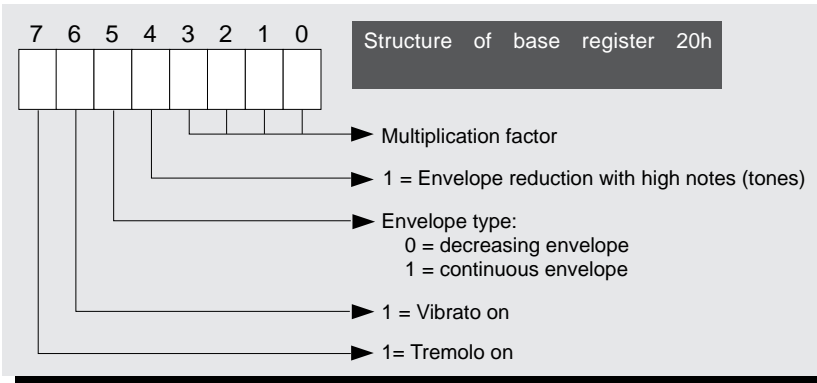 7 6 5 4 3 2 1 0
Structure of base register 20h
Multiplication factor
1 = Envelope reduction with high notes (tones)
Envelope type:
0 = decreasing envelope
1 = continuous envelope
1 = Vibrato on
1= Tremolo on